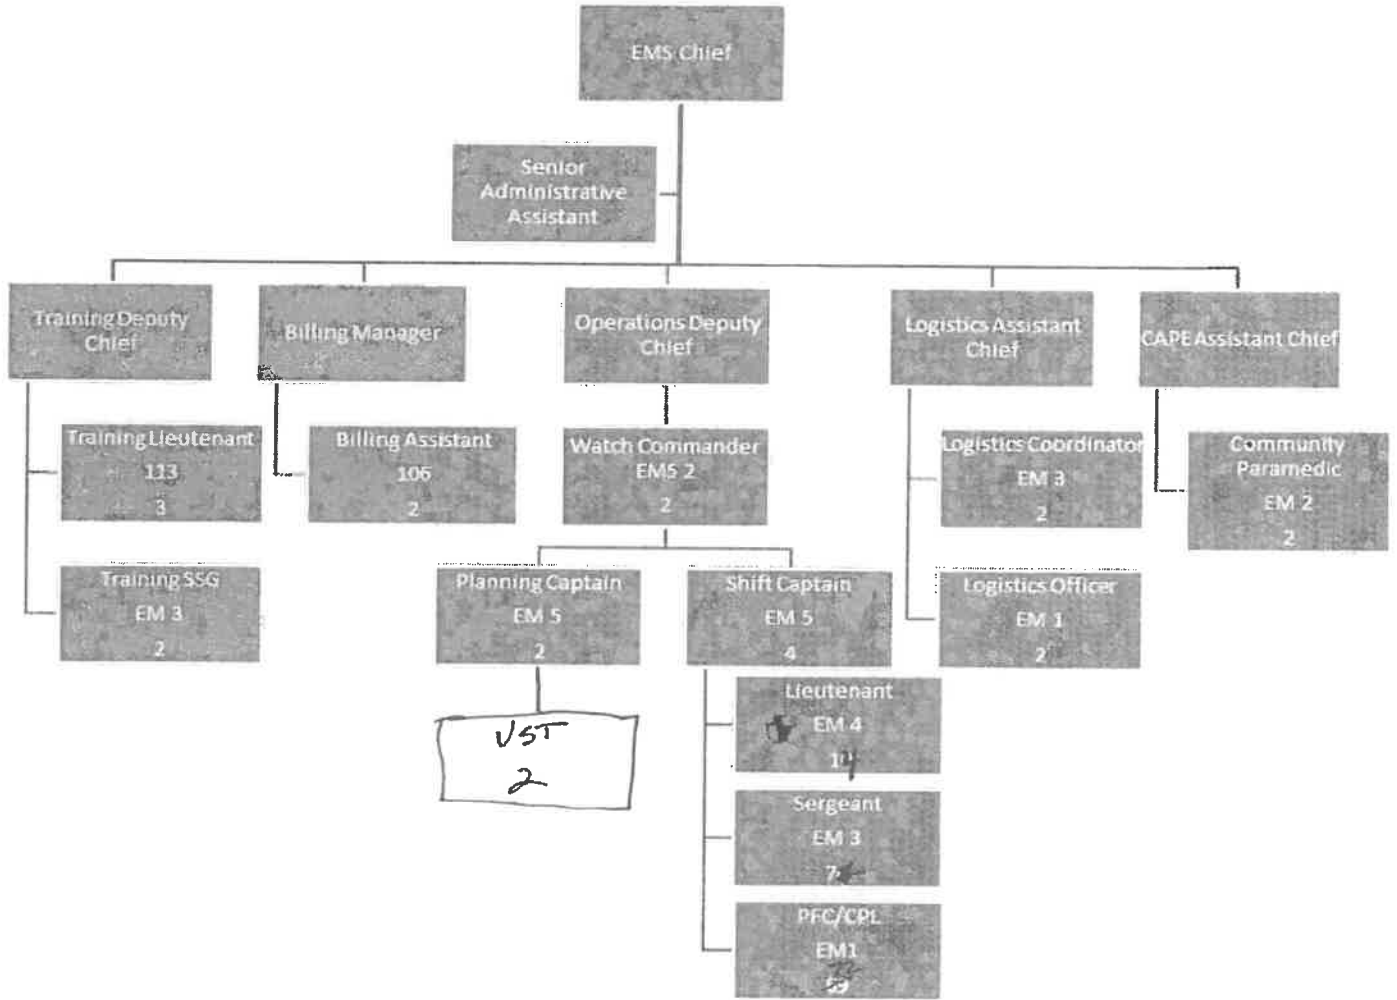 EMS Chief
Senior
Administrative
Assistant
Training Deputy
Chief
Billing Manager
Operations Deputy
Chief
Logistics Assistant
Chief
CAPE Assistant Chief
Training Lieutenant
113
3
Billing Assistant
106
2
Watch Commander
EM5 2
2
Logistics Coordinator
EM 3
2
Community
Paramedic
EM 2
2
Training SSG
EM 3
2
Planning Captain
EM 5
2
Shift Captain
EM 5
4
Logistics Officer
EM 1
2
VST
2
Lieutenant
EM 4
Sergeant
EM 3
7
PFC/CPL
EM1